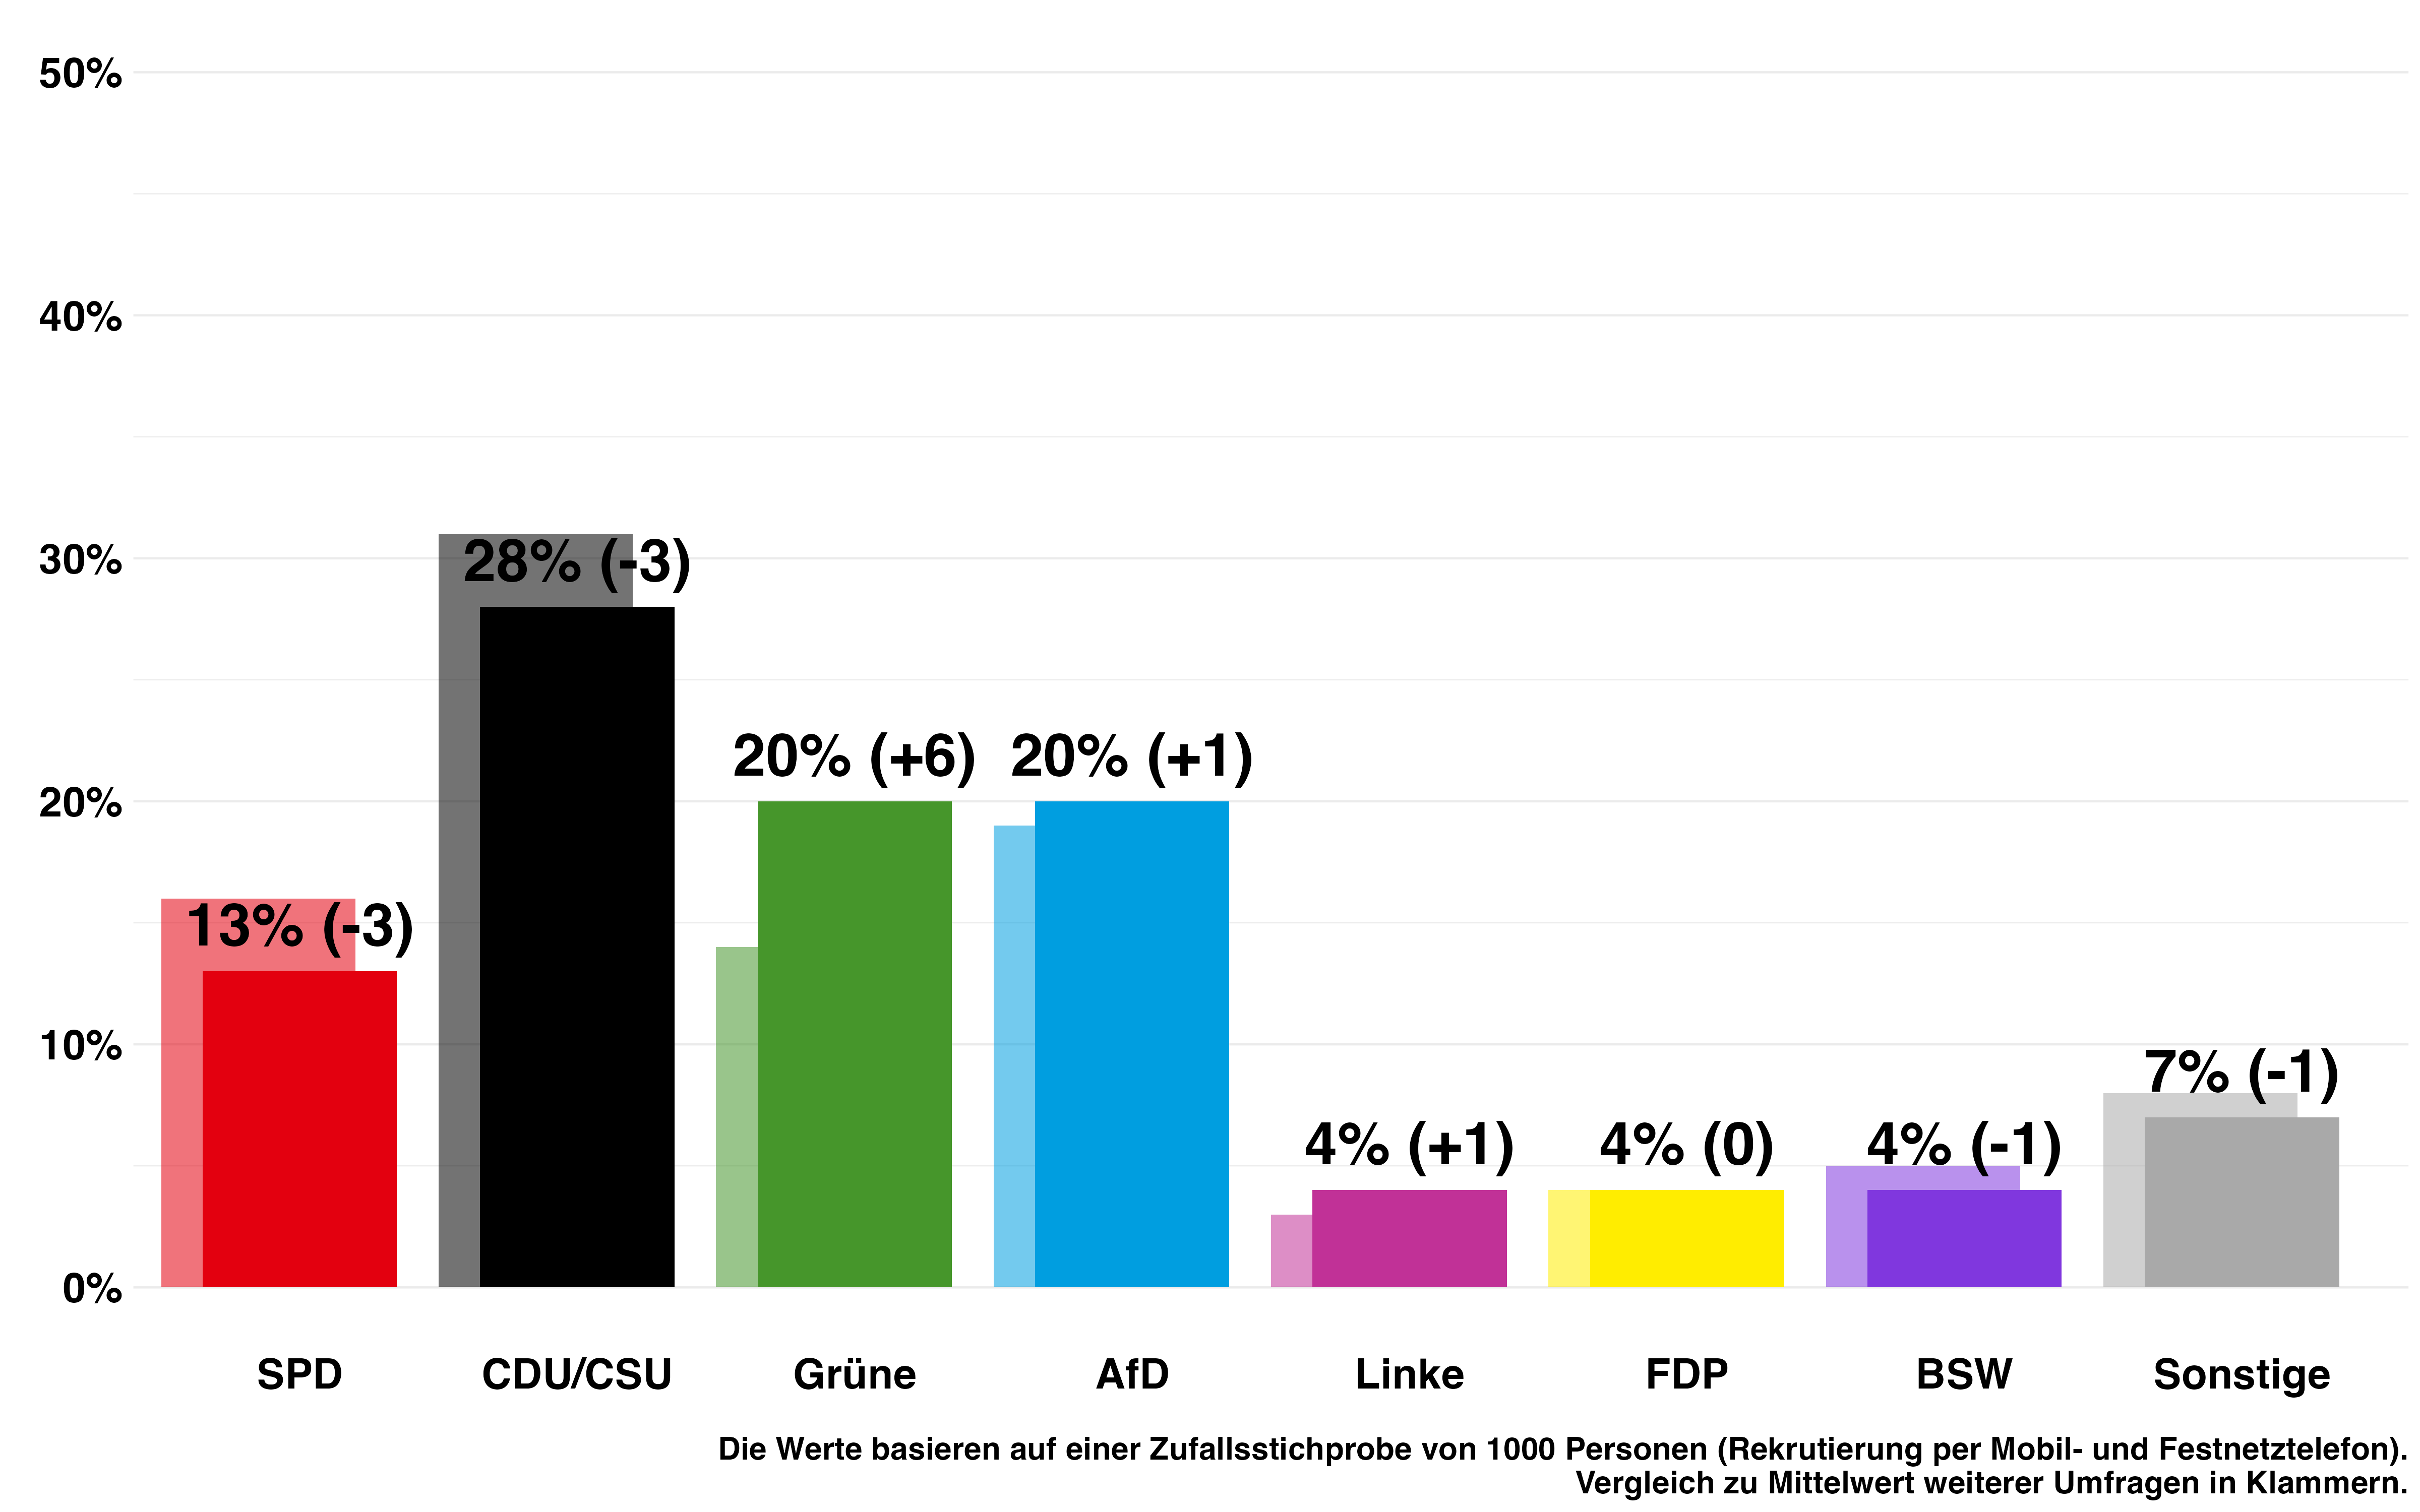 50%
40%
30%
20%
10%
0%
13% (-3)
28% (-3)
20% (+6)
20% (+1)
4% (+1)
4% (0)
4% (-1)
7% (-1)
SPD
CDU/CSU
Grüne
AfD
Linke
FDP
BSW
Sonstige
Die Werte basieren auf einer Zufallsstichprobe von 1000 Personen (Rekrutierung per Mobil- und Festnetztelefon).
Vergleich zu Mittelwert weiterer Umfragen in Klammern.